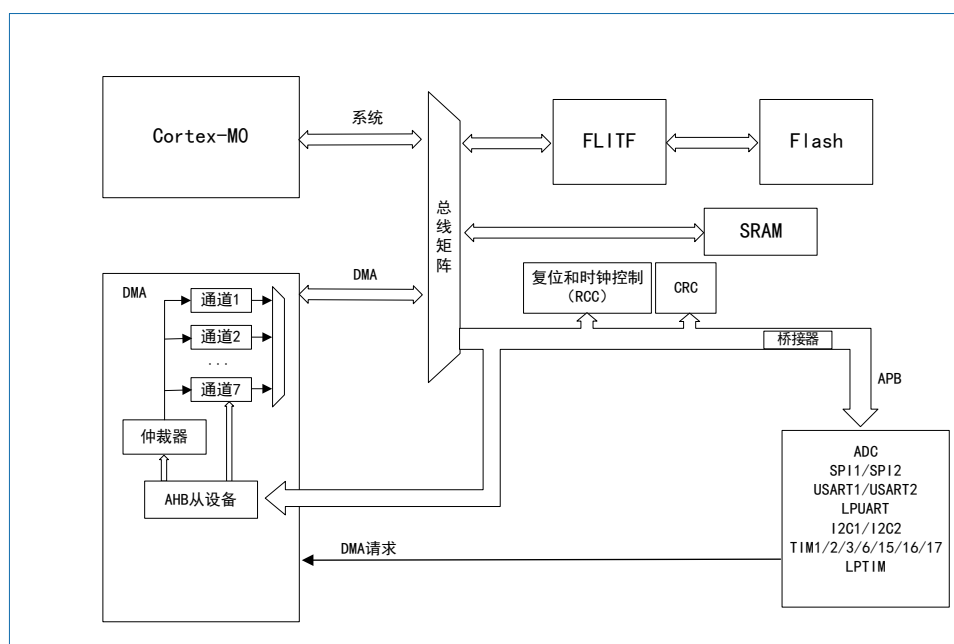 Cortex-M0
系统
FLITF
Flash
总线矩阵
SRAM
DMA
DMA
通道1
通道2
...
通道7
仲裁器
AHB从设备
复位和时钟控制
（RCC）
CRC
桥接器
APB
ADC
SPI1/SPI2
USART1/USART2
LPUART
I2C1/I2C2
TIM1/2/3/6/15/16/17
LPTIM
DMA请求